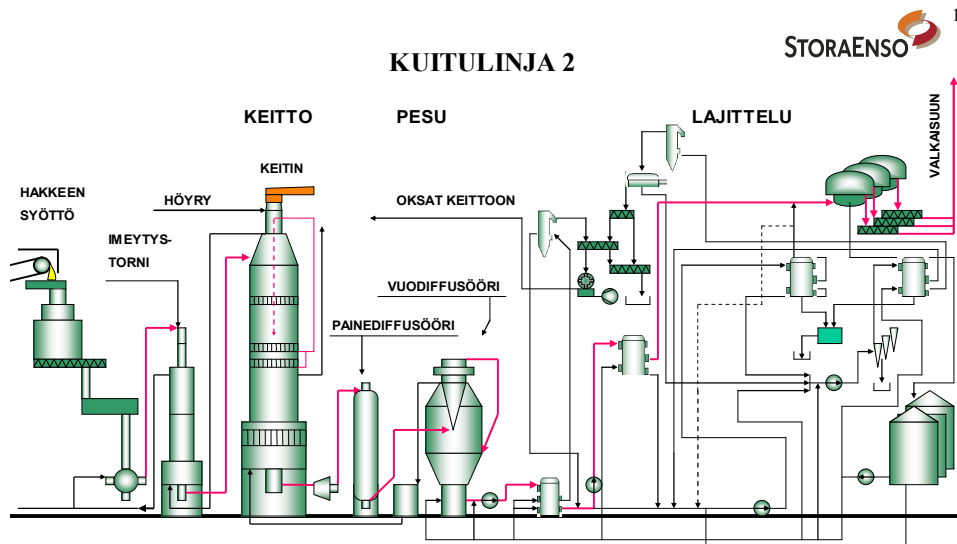 1
STORAENSO
KUITULINJA 2
KEITTO
PESU
LAJITTELU
VALKAISUUN
KEITIN
HAKKEEN
SYÖTTÖ
HÖYRY
OKSAT KEITTOON
IMEYTYS-
TORNI
VUODIFFUSÖÖRI
PAINEDIFFUSÖÖRI